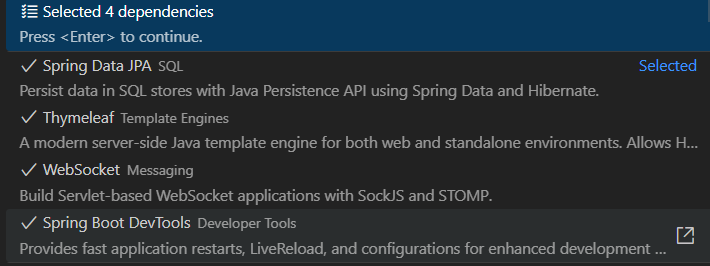 Selected 4 dependencies
Press <Enter> to continue.
Spring Data JPA SQL Selected
Persist data in SQL stores with Java Persistence API using Spring Data and Hibernate.
Thymeleaf Template Engines
A modern server-side Java template engine for both web and standalone environments. Allows H...
WebSocket Messaging
Build Servlet-based WebSocket applications with SockJS and STOMP.
Spring Boot DevTools Developer Tools
Provides fast application restarts, LiveReload, and configurations for enhanced development ...